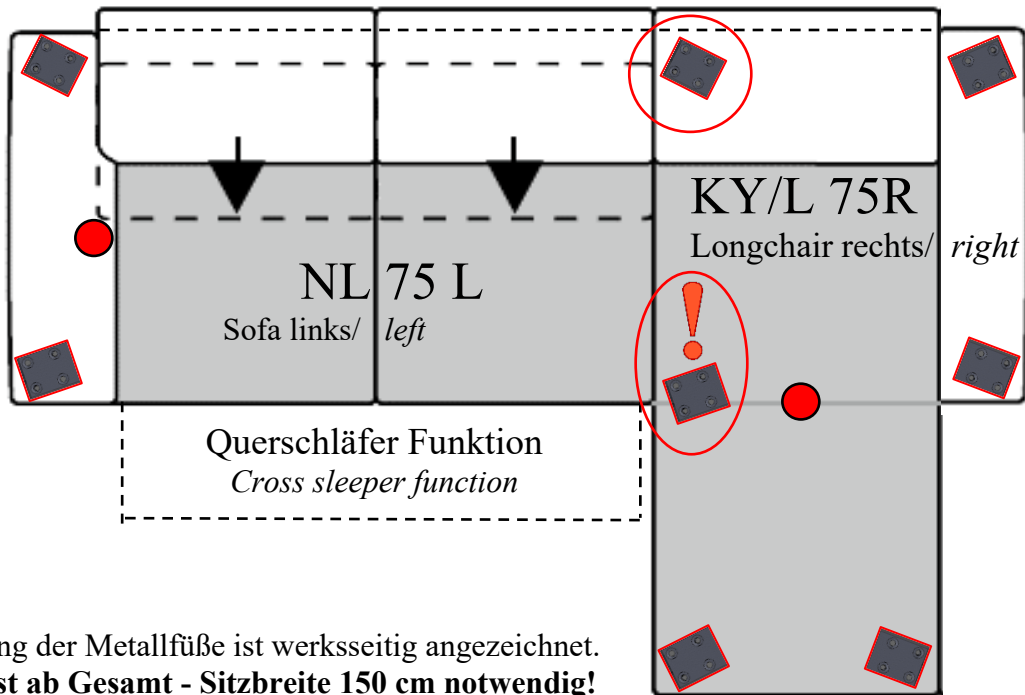 KY/L 75R
Longchair rechts/ right
NL 75 L
Sofa links/ left
!
Querschläfer Funktion
Cross sleeper function
ng der Metallfüße ist werksseitig angezeichnet.
st ab Gesamt - Sitzbreite 150 cm notwendig!